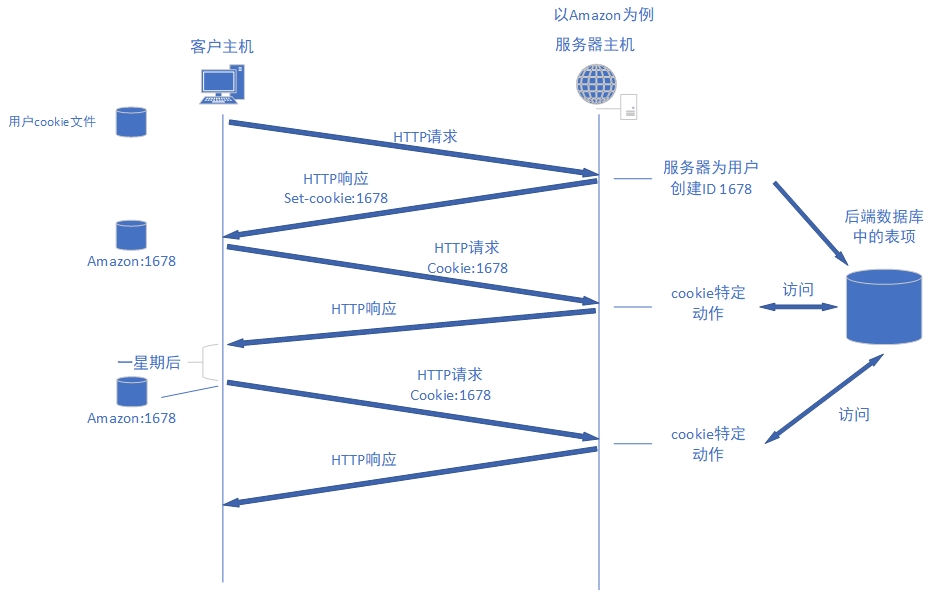 以Amazon为例
客户主机
服务器主机
用户cookie文件
HTTP请求
服务器为用户
创建ID 1678
HTTP响应
Set-cookie:1678
后端数据库
中的表项
Amazon:1678
HTTP请求
Cookie:1678
访问
cookie特定
动作
HTTP响应
一星期后
HTTP请求
Cookie:1678
Amazon:1678
访问
cookie特定
动作
HTTP响应